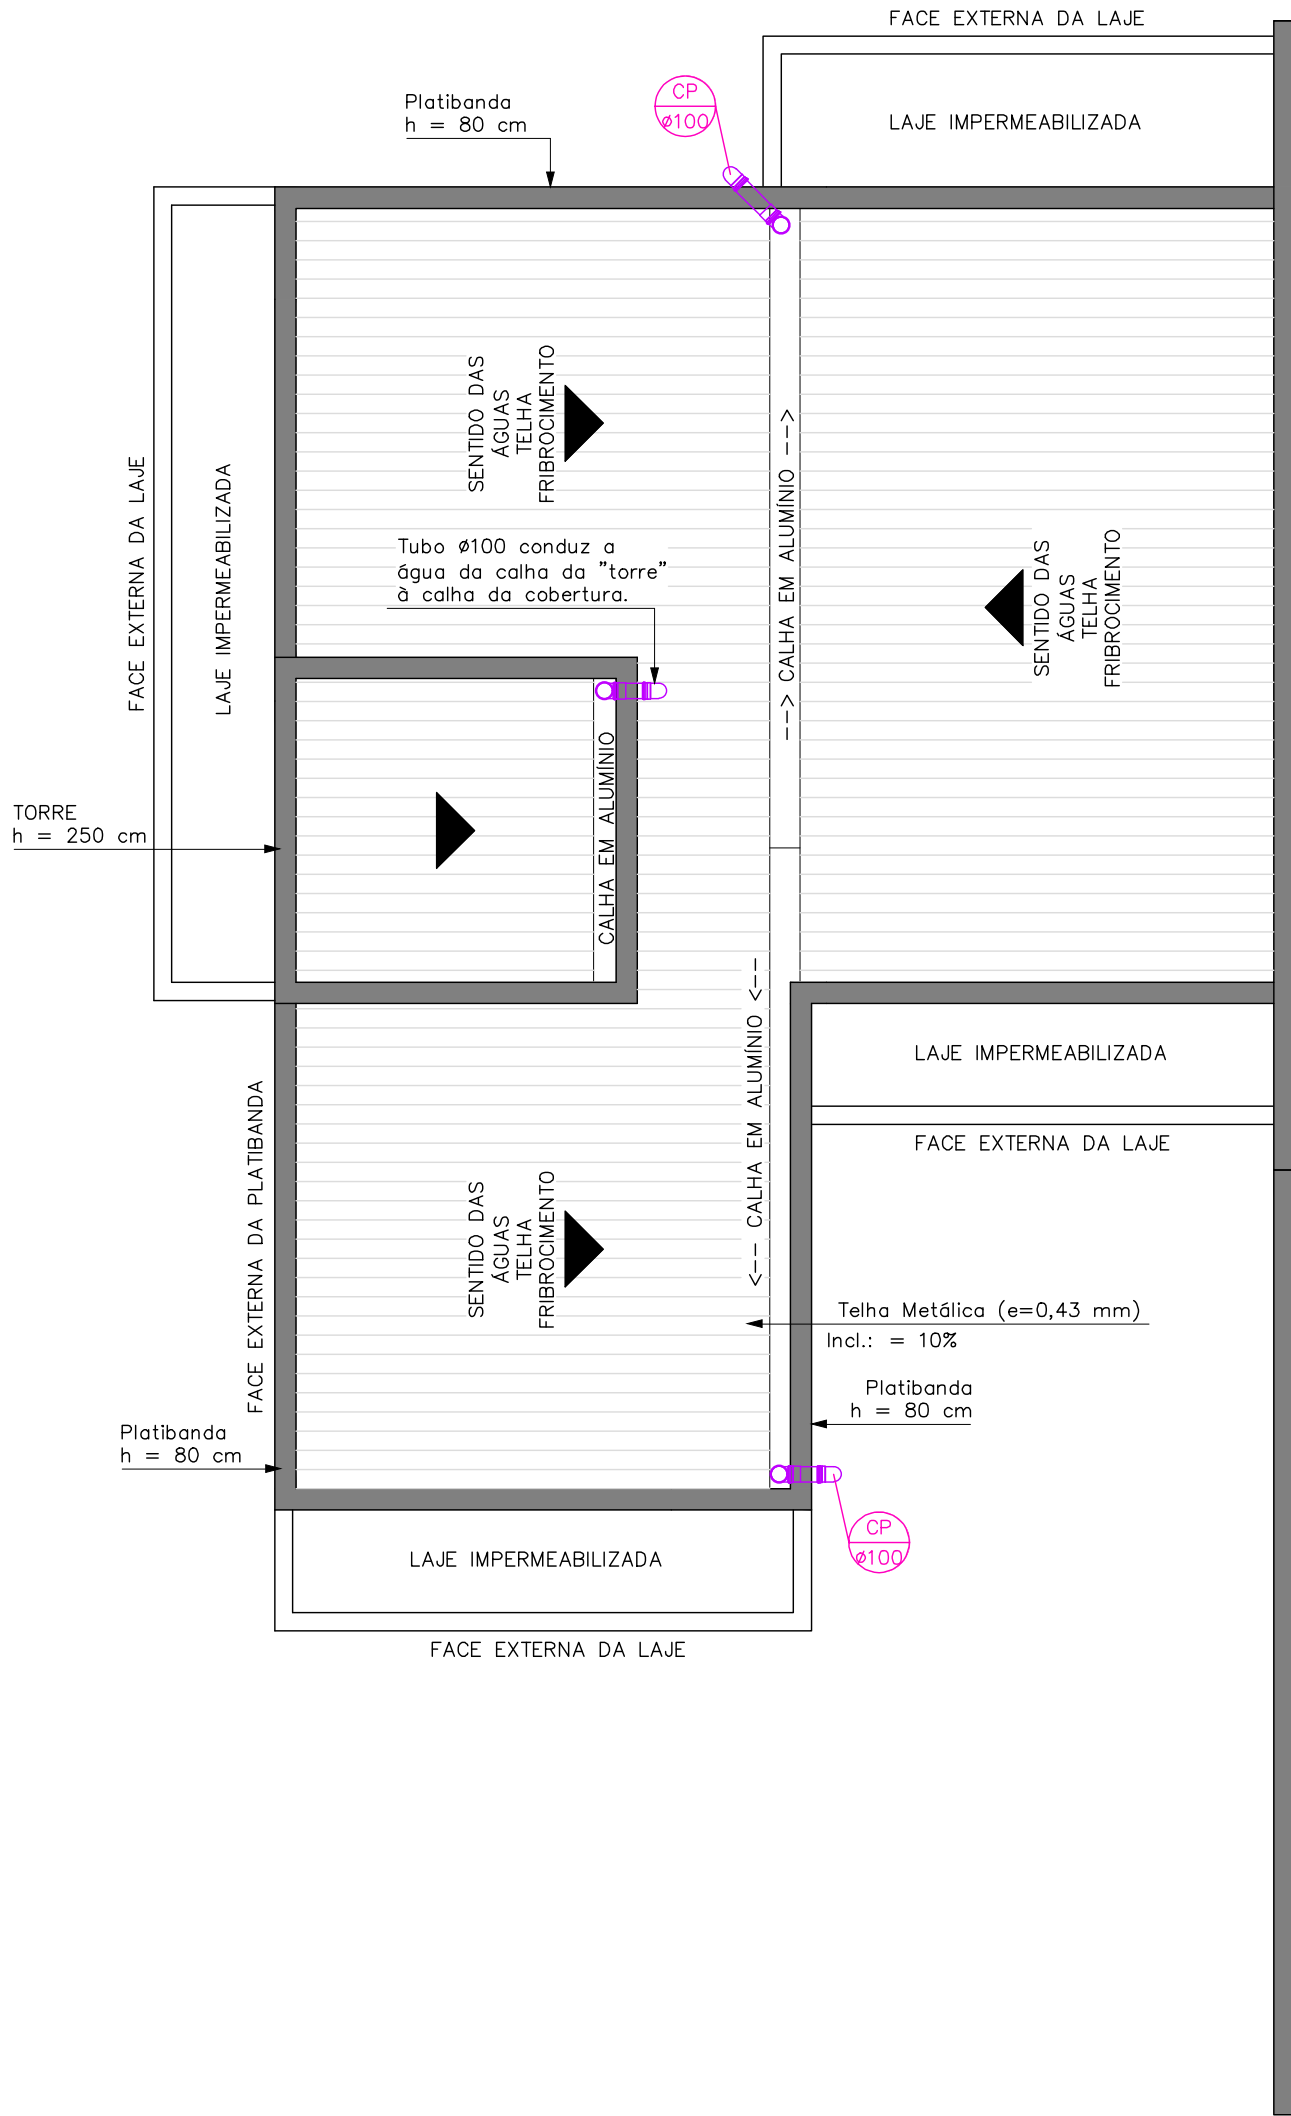 FACE EXTERNA DA LAJE
LAJE IMPERMEABILIZADA
CP
ø100
Platibanda
h = 80 cm
SENTIDO DAS
ÁGUAS
TELHA
FRIBROCIMENTO
---> CALHA EM ALUMÍNIO --->
FACE EXTERNA DA LAJE
LAJE IMPERMEABILIZADA
Tubo Ø100 conduz a
água da calha da "torre"
à calha da cobertura.
SENTIDO DAS
ÁGUAS
TELHA
FRIBROCIMENTO
TORRE
h = 250 cm
CALHA EM ALUMÍNIO
<--- CALHA EM ALUMÍNIO <---
LAJE IMPERMEABILIZADA
FACE EXTERNA DA LAJE
FACE EXTERNA DA PLATIBANDA
SENTIDO DAS
ÁGUAS
TELHA
FRIBROCIMENTO
Telha Metálica (e=0,43 mm)
Incl.: = 10%
Platibanda
h = 80 cm
Platibanda
h = 80 cm
CP
ø100
LAJE IMPERMEABILIZADA
FACE EXTERNA DA LAJE